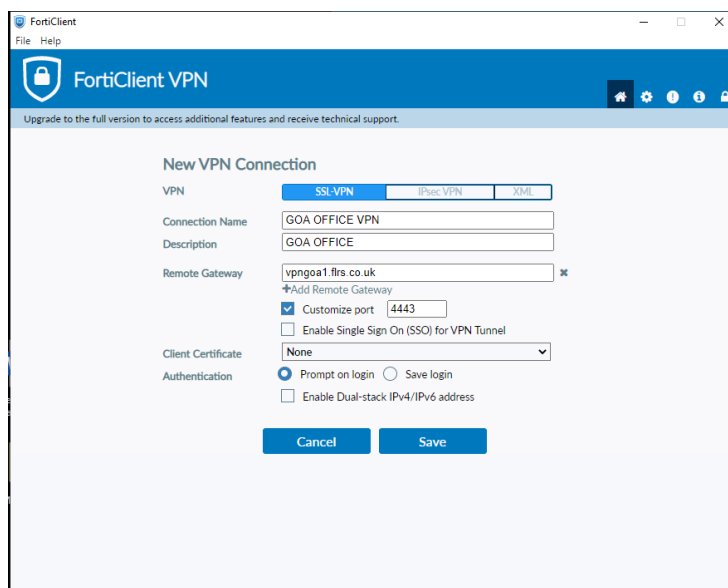 FortiClient
File Help
FortiClient VPN
Upgrade to the full version to access additional features and receive technical support.
New VPN Connection
VPN SSL-VPN IPsec VPN XML
Connection Name GOA OFFICE VPN
Description GOA OFFICE
Remote Gateway vpngoa1.flrs.co.uk
+Add Remote Gateway
Customize port 4443
Enable Single Sign On (SSO) for VPN Tunnel
Client Certificate None
Authentication Prompt on login Save login
Enable Dual-stack IPv4/IPv6 address
Cancel Save